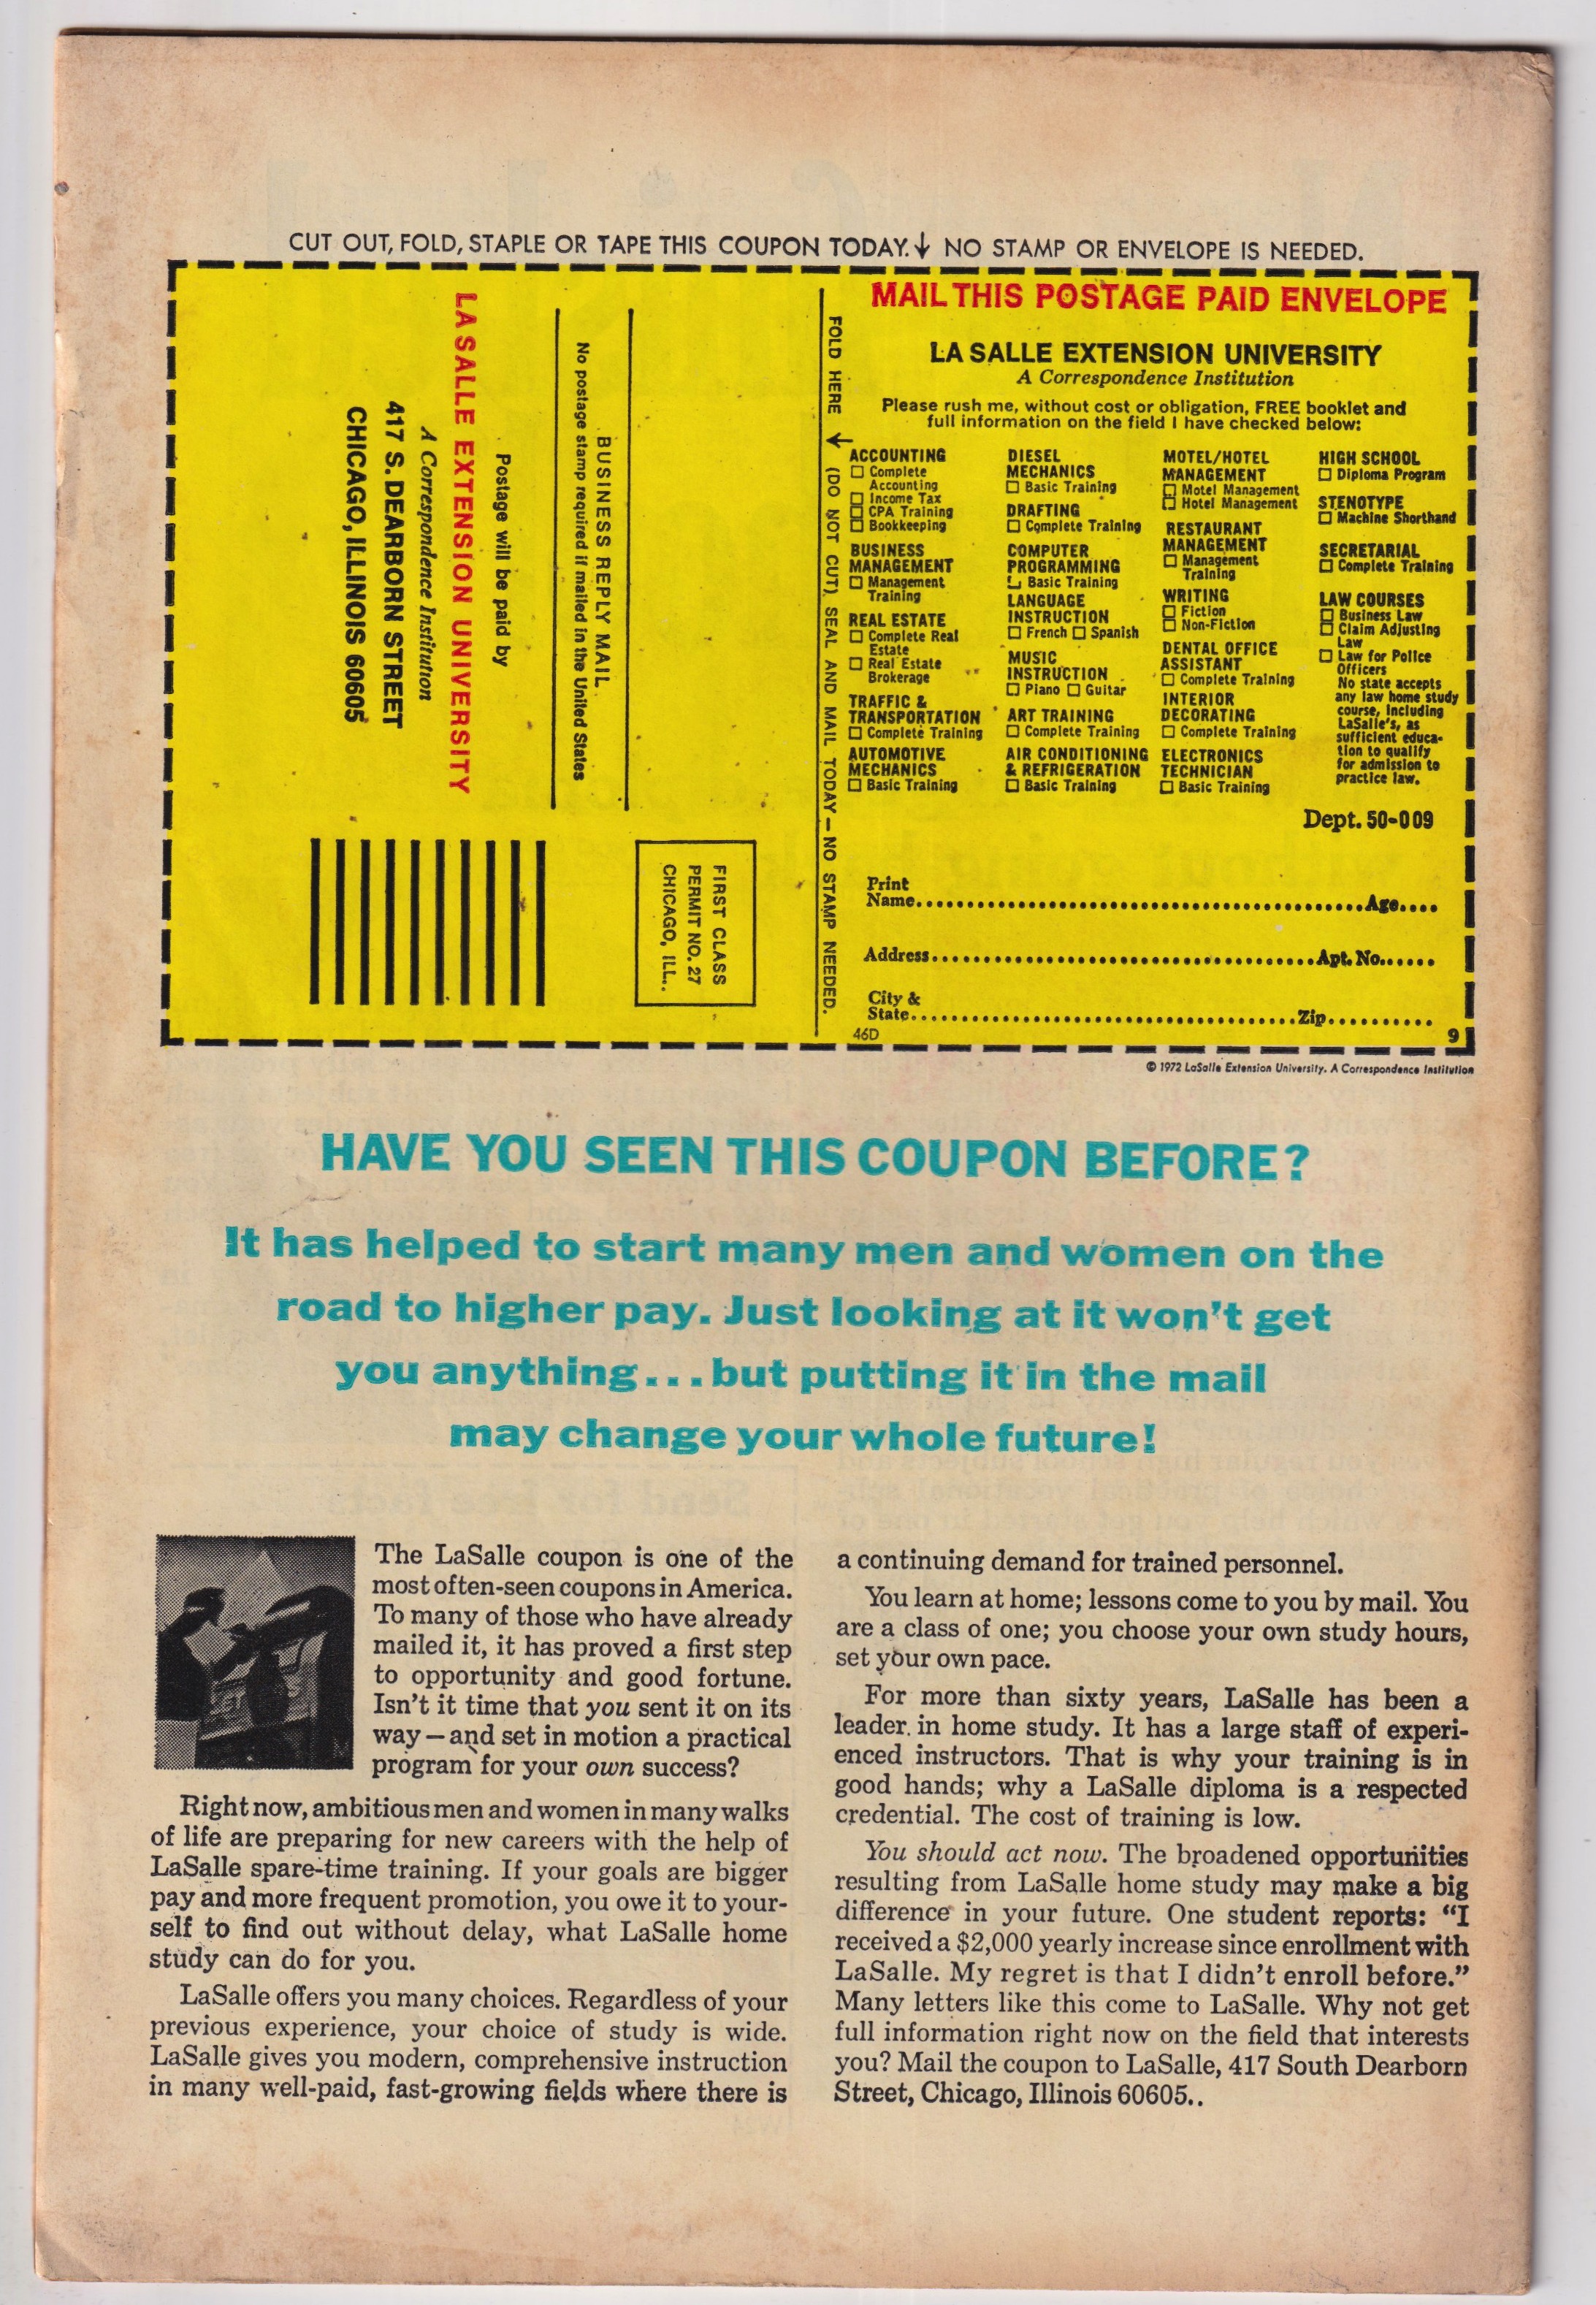 CUT OUT, FOLD, STAPLE OR TAPE THIS COUPON TODAY.↓ NO STAMP OR ENVELOPE IS NEEDED.
BUSINESS REPLY MAIL
No postage stamp required if mailed in the United States
Postage will be paid by
LA SALLE EXTENSION UNIVERSITY
A Correspondence Institution
417 S. DEARBORN STREET
CHICAGO, ILLINOIS 60605
FIRST CLASS
PERMIT NO. 27
CHICAGO, ILL..
FOLD HERE ↓ (DO NOT CUT), SEAL AND MAIL TODAY — NO STAMP NEEDED.
MAIL THIS POSTAGE PAID ENVELOPE
LA SALLE EXTENSION UNIVERSITY
A Correspondence Institution
Please rush me, without cost or obligation, FREE booklet and
full information on the field I have checked below:
ACCOUNTING
☐ Complete
Accounting
☐ Income Tax
☐ CPA Training
☐ Bookkeeping
BUSINESS
MANAGEMENT
☐ Management
Training
REAL ESTATE
☐ Complete Real
Estate
☐ Real Estate
Brokerage
TRAFFIC &
TRANSPORTATION
☐ Complete Training
AUTOMOTIVE
MECHANICS
☐ Basic Training
DIESEL
MECHANICS
☐ Basic Training
DRAFTING
☐ Complete Training
COMPUTER
PROGRAMMING
☐ Basic Training
LANGUAGE
INSTRUCTION
☐ French ☐ Spanish
MUSIC
INSTRUCTION
☐ Piano ☐ Guitar
ART TRAINING
☐ Complete Training
AIR CONDITIONING
& REFRIGERATION
☐ Basic Training
MOTEL/HOTEL
MANAGEMENT
☐ Motel Management
☐ Hotel Management
RESTAURANT
MANAGEMENT
☐ Management
Training
WRITING
☐ Fiction
☐ Non-Fiction
DENTAL OFFICE
ASSISTANT
☐ Complete Training
INTERIOR
DECORATING
☐ Complete Training
ELECTRONICS
TECHNICIAN
☐ Basic Training
HIGH SCHOOL
☐ Diploma Program
STENOTYPE
☐ Machine Shorthand
SECRETARIAL
☐ Complete Training
LAW COURSES
☐ Business Law
☐ Claim Adjusting
Law
☐ Law for Police
Officers
No state accepts
any law home study
course, including
LaSalle's, as
sufficient educa-
tion to qualify
for admission to
practice law.
Dept. 50-009
Print
Name.............................................Age....
Address......................................Apt. No......
City &
State.......................................Zip...........
46D
9
© 1972 LaSalle Extension University. A Correspondence Institution
HAVE YOU SEEN THIS COUPON BEFORE?
It has helped to start many men and women on the
road to higher pay. Just looking at it won't get
you anything...but putting it in the mail
may change your whole future!
The LaSalle coupon is one of the
most often-seen coupons in America.
To many of those who have already
mailed it, it has proved a first step
to opportunity and good fortune.
Isn't it time that you sent it on its
way—and set in motion a practical
program for your own success?
Right now, ambitious men and women in many walks
of life are preparing for new careers with the help of
LaSalle spare-time training. If your goals are bigger
pay and more frequent promotion, you owe it to your-
self to find out without delay, what LaSalle home
study can do for you.
LaSalle offers you many choices. Regardless of your
previous experience, your choice of study is wide.
LaSalle gives you modern, comprehensive instruction
in many well-paid, fast-growing fields where there is
a continuing demand for trained personnel.
You learn at home; lessons come to you by mail. You
are a class of one; you choose your own study hours,
set your own pace.
For more than sixty years, LaSalle has been a
leader in home study. It has a large staff of experi-
enced instructors. That is why your training is in
good hands; why a LaSalle diploma is a respected
credential. The cost of training is low.
You should act now. The broadened opportunities
resulting from LaSalle home study may make a big
difference in your future. One student reports: “I
received a $2,000 yearly increase since enrollment with
LaSalle. My regret is that I didn't enroll before.”
Many letters like this come to LaSalle. Why not get
full information right now on the field that interests
you? Mail the coupon to LaSalle, 417 South Dearborn
Street, Chicago, Illinois 60605..